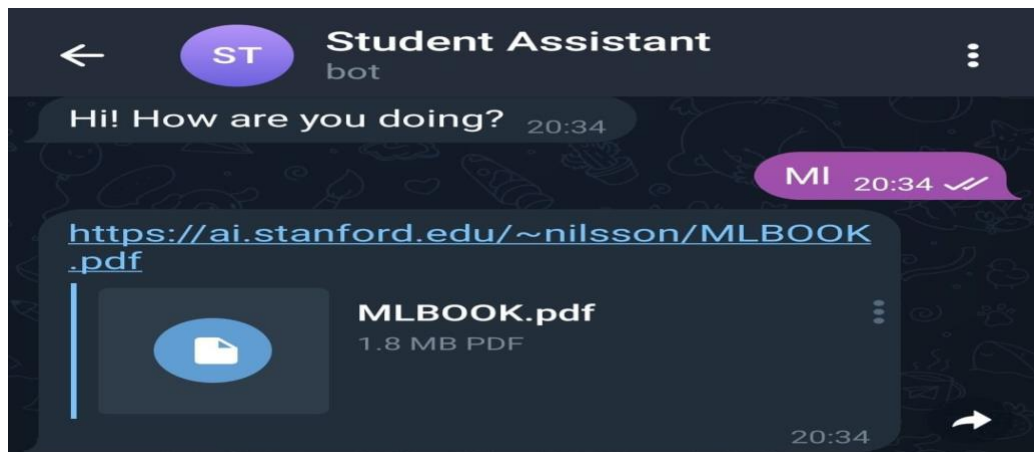 ST
Student Assistant
bot
Hi! How are you doing? 20:34
Ml 20:34
https://ai.stanford.edu/~nilsson/MLBOOK
.pdf
MLBOOK.pdf
1.8 MB PDF
20:34